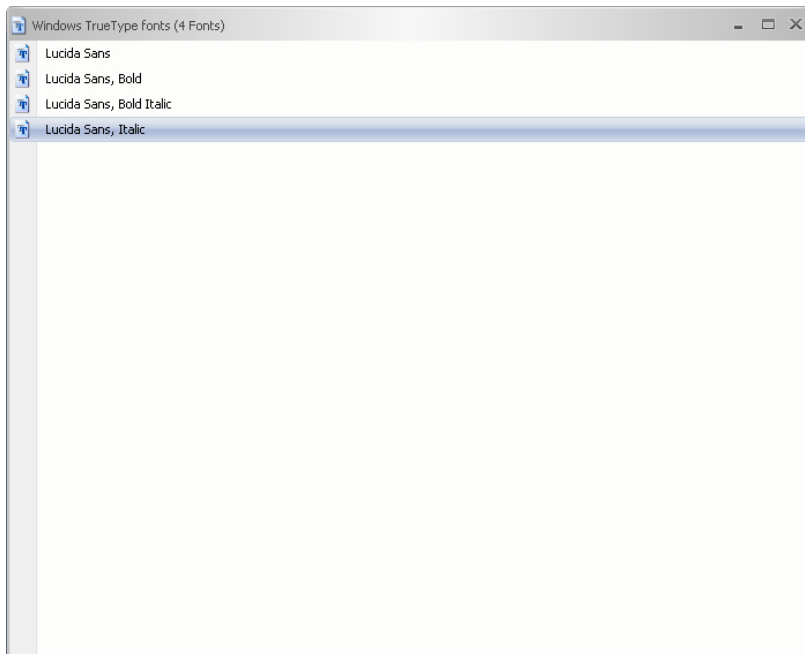 Windows TrueType fonts (4 Fonts)
Lucida Sans
Lucida Sans, Bold
Lucida Sans, Bold Italic
Lucida Sans, Italic